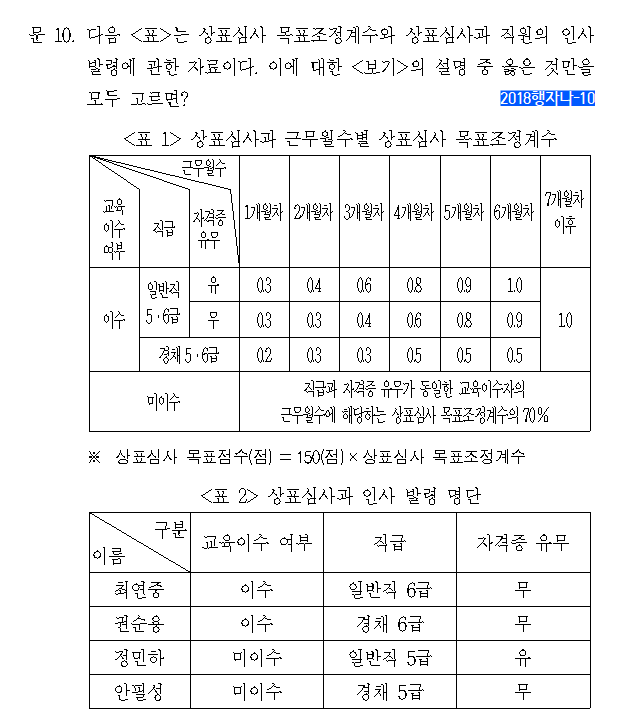 문 10. 다음 <표>는 상표심사 목표조정계수와 상표심사과 직원의 인사
발령에 관한 자료이다. 이에 대한 <보기>의 설명 중 옳은 것만을
모두 고르면?
2018행자나-10
<표 1> 상표심사과 근무월수별 상표심사 목표조정계수
근무월수
교육이수여부 직급 자격증유무 1개월차 2개월차 3개월차 4개월차 5개월차 6개월차 7개월차이후
이수 일반직 5·6급 유 0.3 0.4 0.6 0.8 0.9 1.0 1.0
무 0.3 0.3 0.4 0.6 0.8 0.9
경채 5·6급 0.2 0.3 0.3 0.5 0.5 0.5
미이수 직급과 자격증 유무가 동일한 교육이수자의
근무월수에 해당하는 상표심사 목표조정계수의 70%
※ 상표심사 목표점수(점) = 150(점) × 상표심사 목표조정계수
<표 2> 상표심사과 인사 발령 명단
구분
이름 교육이수 여부 직급 자격증 유무
최연중 이수 일반직 6급 무
권순용 이수 경채 6급 무
정민하 미이수 일반직 5급 유
안필성 미이수 경채 5급 무